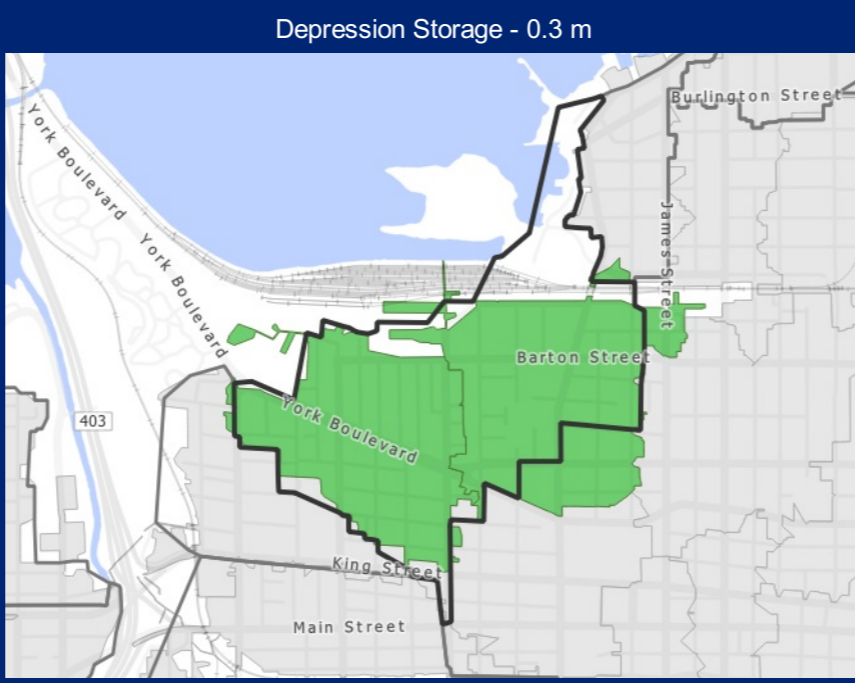 Depression Storage - 0.3 m
Burlington Street
York Boulevard
York Boulevard
James Street
Barton Street
York Boulevard
403
King Street
Main Street